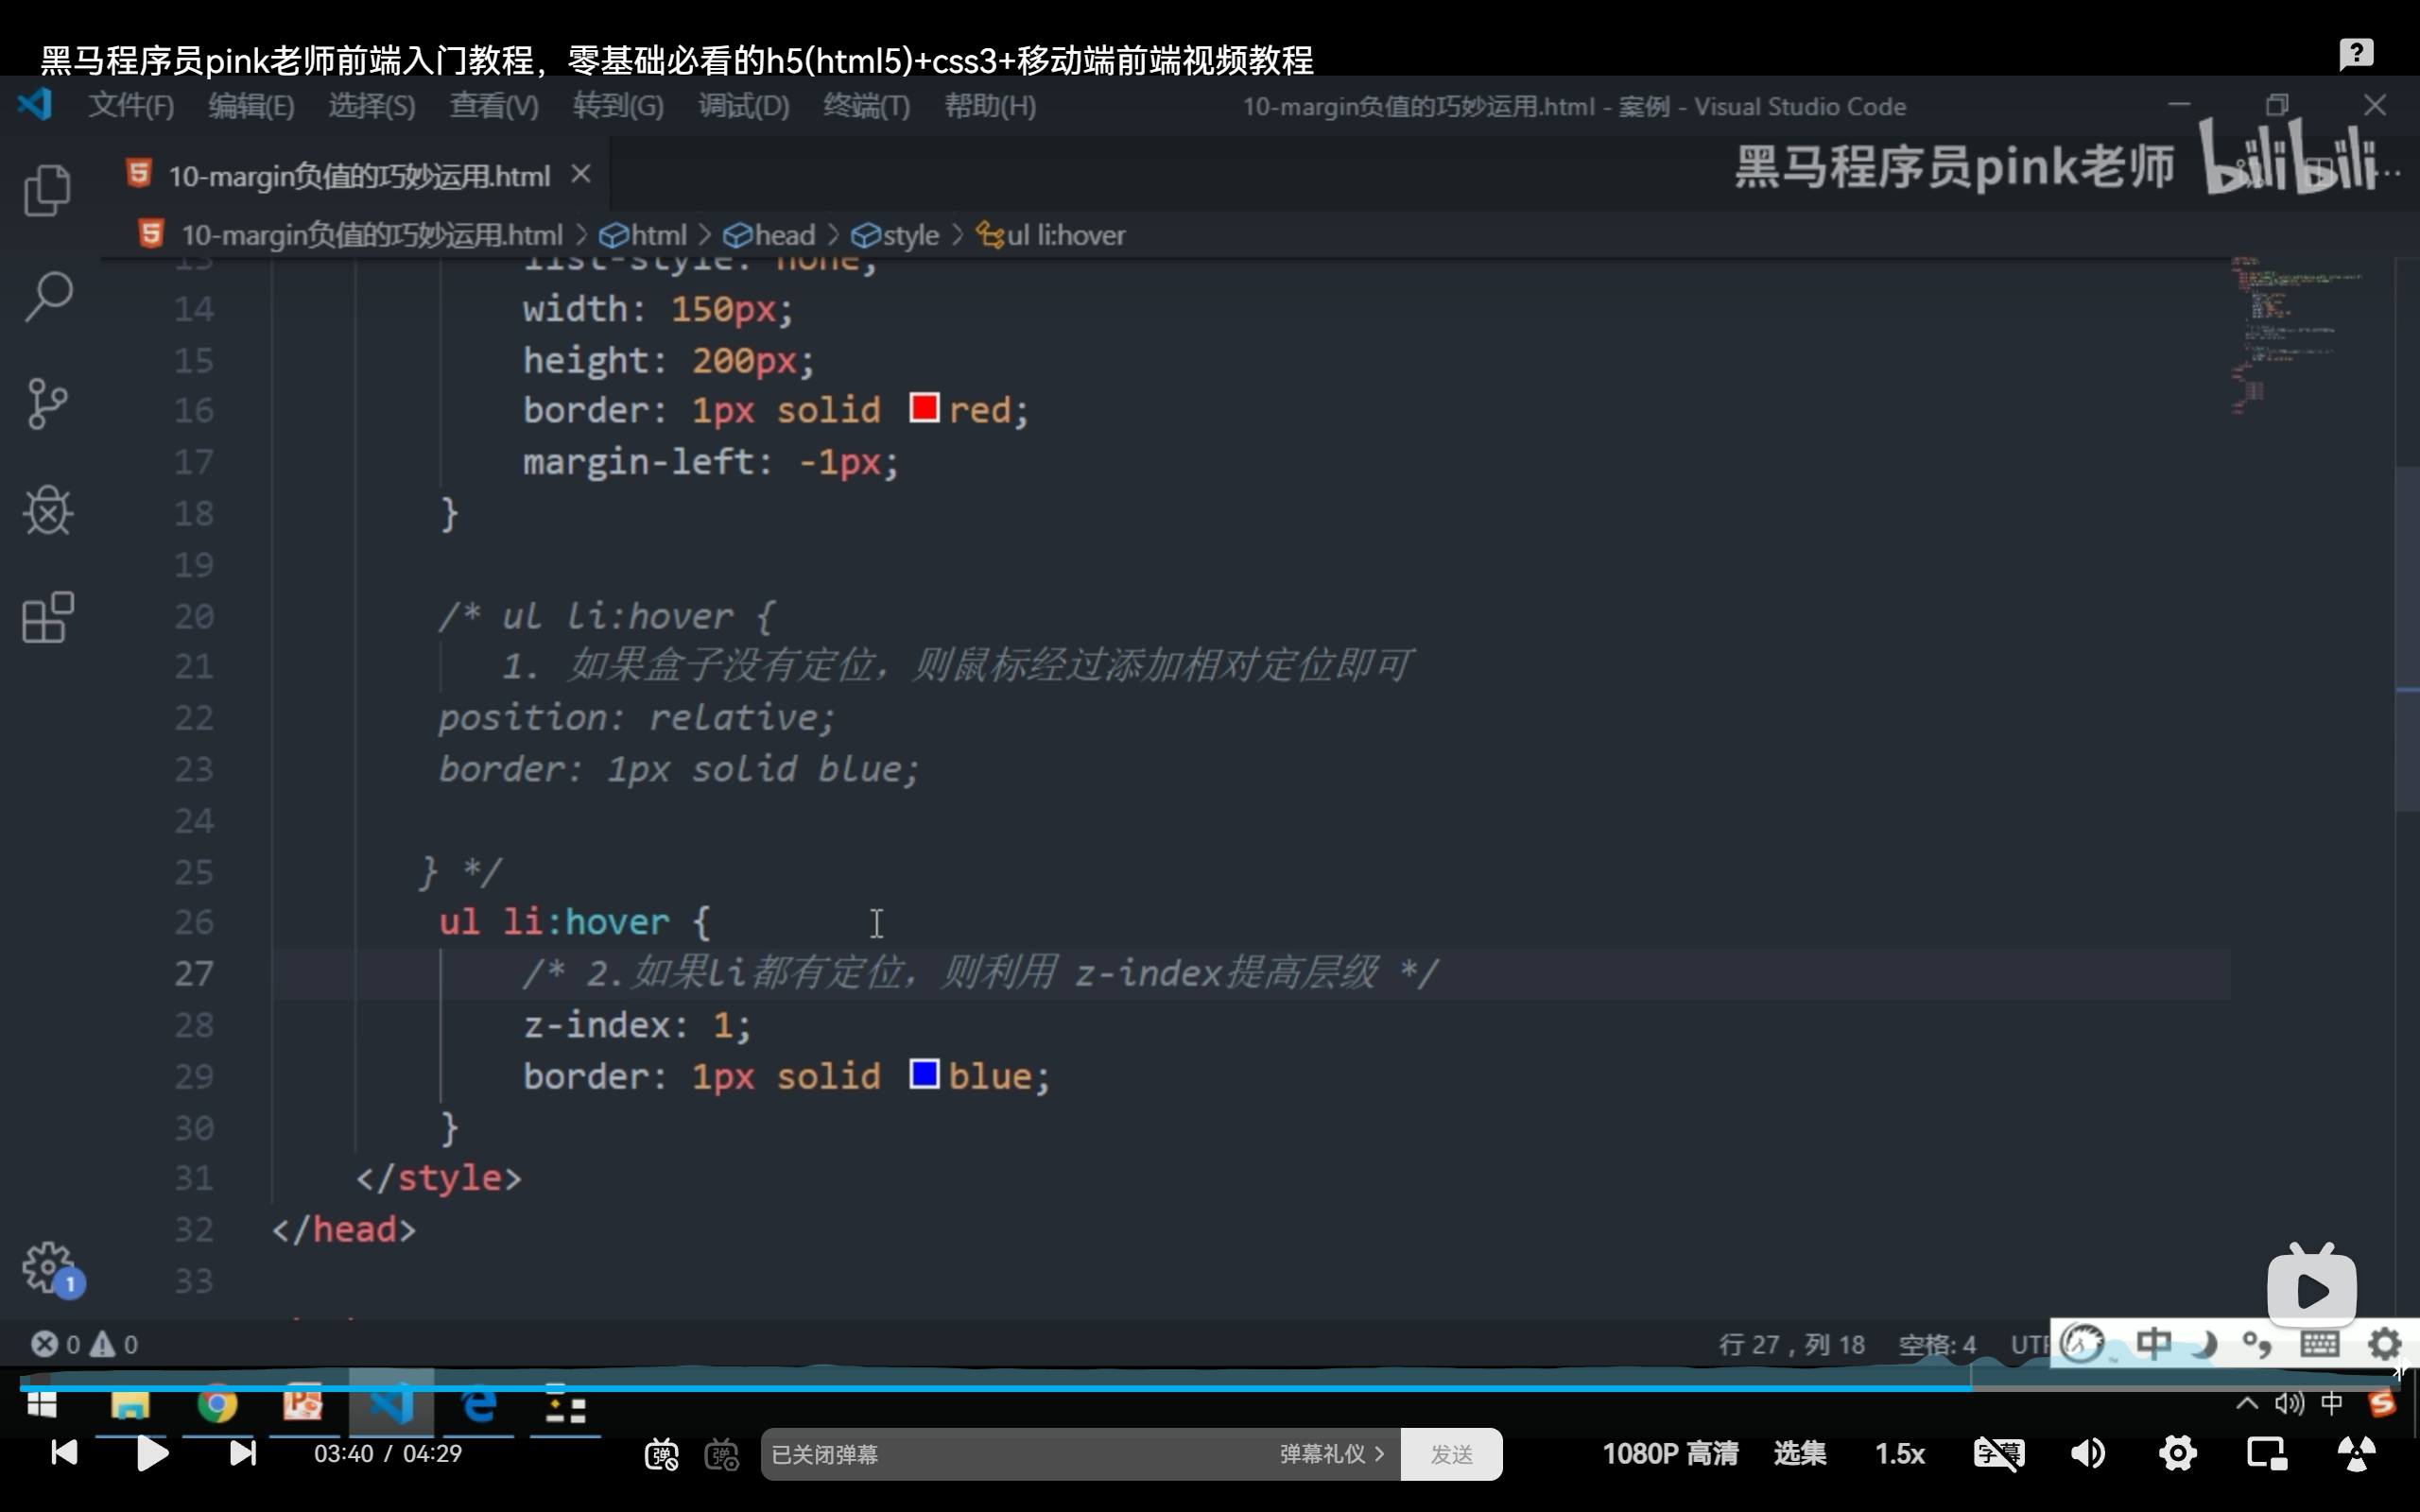 黑马程序员pink老师前端入门教程，零基础必看的h5(html5)+css3+移动端前端视频教程
文件(F) 编辑(E) 选择(S) 查看(V) 转到(G) 调试(D) 终端(T) 帮助(H) 10-margin负值的巧妙运用.html - 案例 - Visual Studio Code
10-margin负值的巧妙运用.html
黑马程序员pink老师 bilibili
10-margin负值的巧妙运用.html > html > head > style > ul li:hover
13 list-style: none;
14 width: 150px;
15 height: 200px;
16 border: 1px solid red;
17 margin-left: -1px;
18 }
19
20 /* ul li:hover {
21 1. 如果盒子没有定位，则鼠标经过添加相对定位即可
22 position: relative;
23 border: 1px solid blue;
24
25 } */
26 ul li:hover {
27 /* 2.如果li都有定位，则利用 z-index提高层级 */
28 z-index: 1;
29 border: 1px solid blue;
30 }
31 </style>
32 </head>
33
1
0 0 行 27，列 18 空格: 4 UTF 中
中
03:40 / 04:29 弹 弹 已关闭弹幕 弹幕礼仪 > 发送 1080P 高清 选集 1.5x 字幕